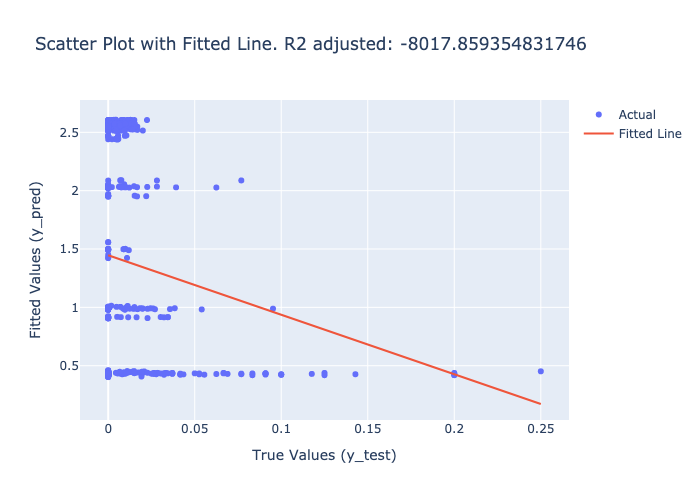 Scatter Plot with Fitted Line. R2 adjusted: -8017.859354831746
Actual
Fitted Line
2.5
2
1.5
1
0.5
Fitted Values (y_pred)
0
0.05
0.1
0.15
0.2
0.25
True Values (y_test)